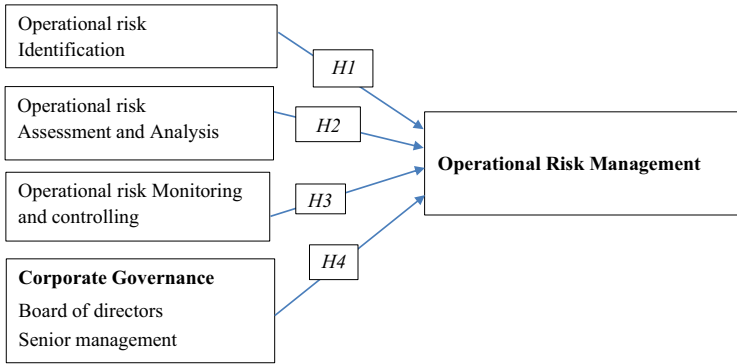 Operational risk
Identification
H1
Operational risk
Assessment and Analysis
H2
Operational Risk Management
Operational risk Monitoring
and controlling
H3
Corporate Governance
Board of directors
Senior management
H4